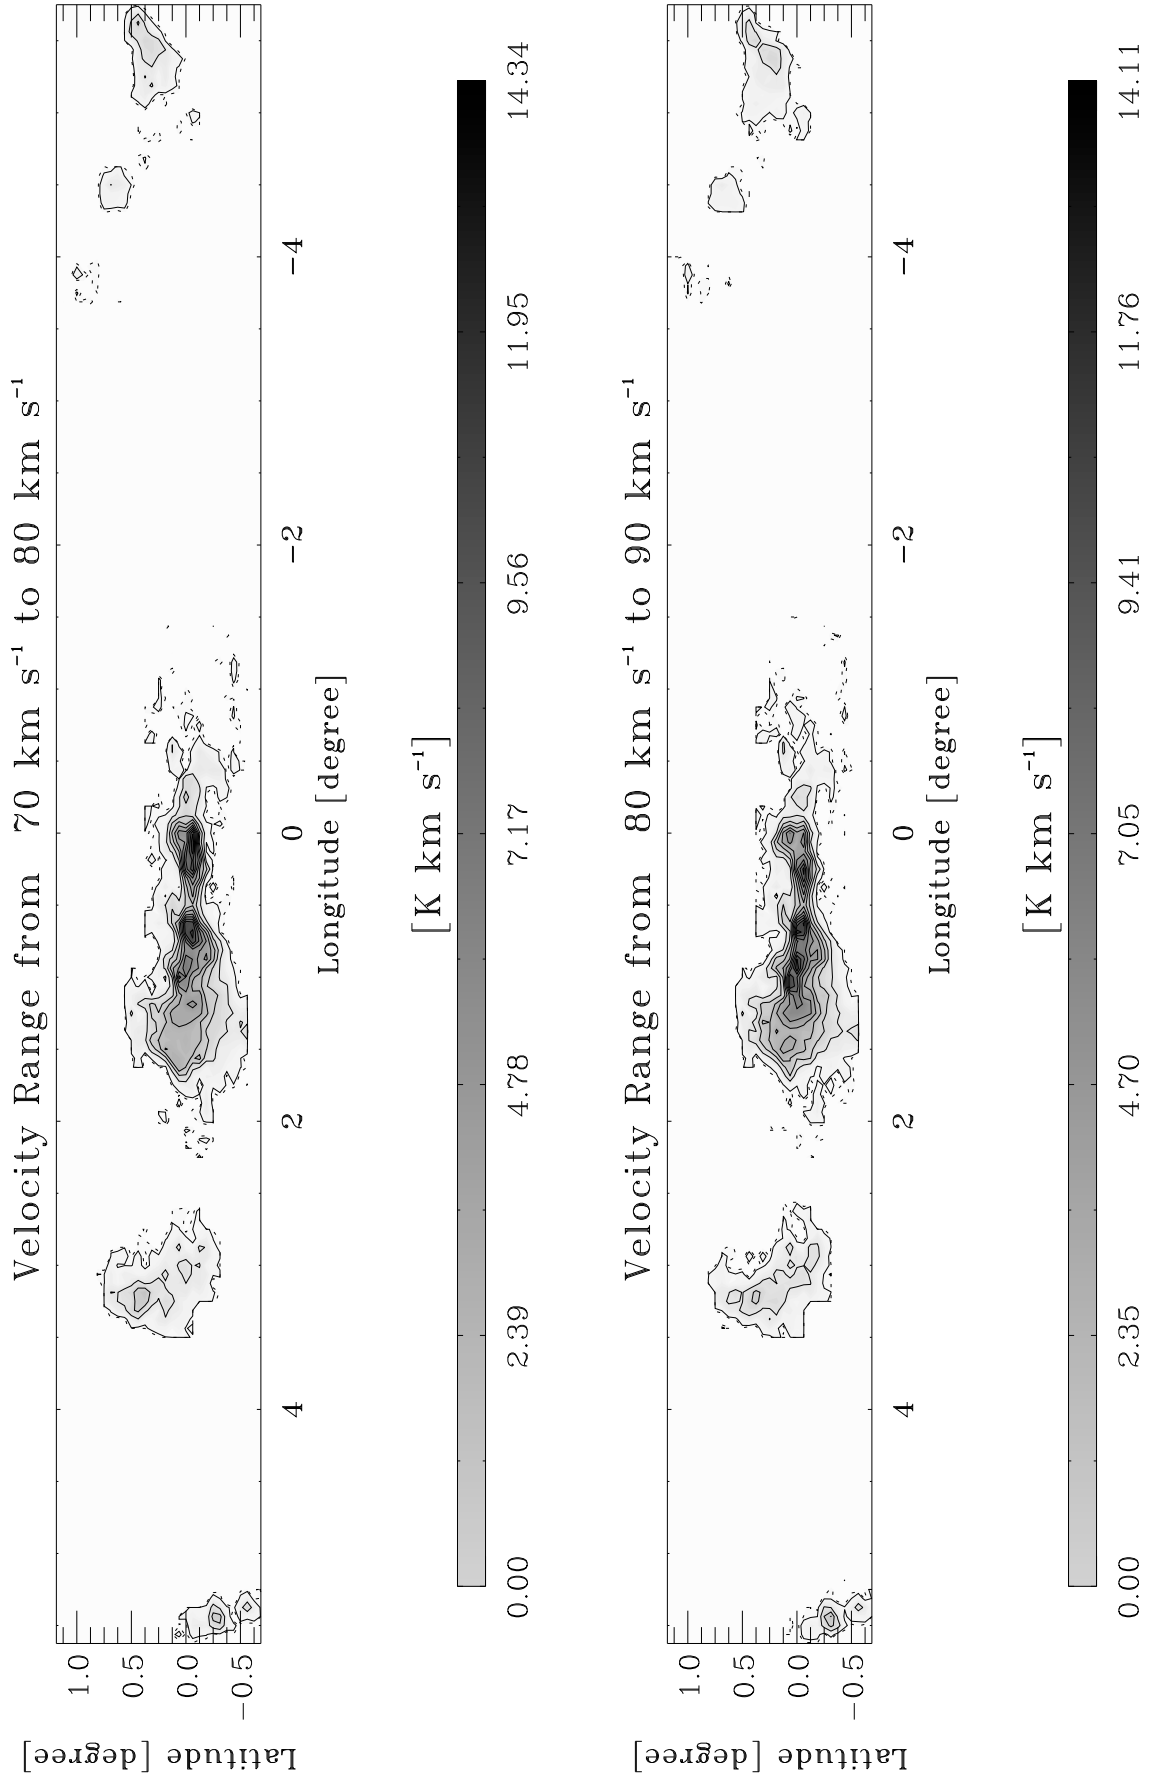 Velocity Range from 70 km s⁻¹ to 80 km s⁻¹
Latitude [degree]
1.0
0.5
0.0
−0.5
4 2 0 −2 −4
Longitude [degree]
[K km s⁻¹]
0.00 2.39 4.78 7.17 9.56 11.95 14.34
Velocity Range from 80 km s⁻¹ to 90 km s⁻¹
Latitude [degree]
1.0
0.5
0.0
−0.5
4 2 0 −2 −4
Longitude [degree]
[K km s⁻¹]
0.00 2.35 4.70 7.05 9.41 11.76 14.11